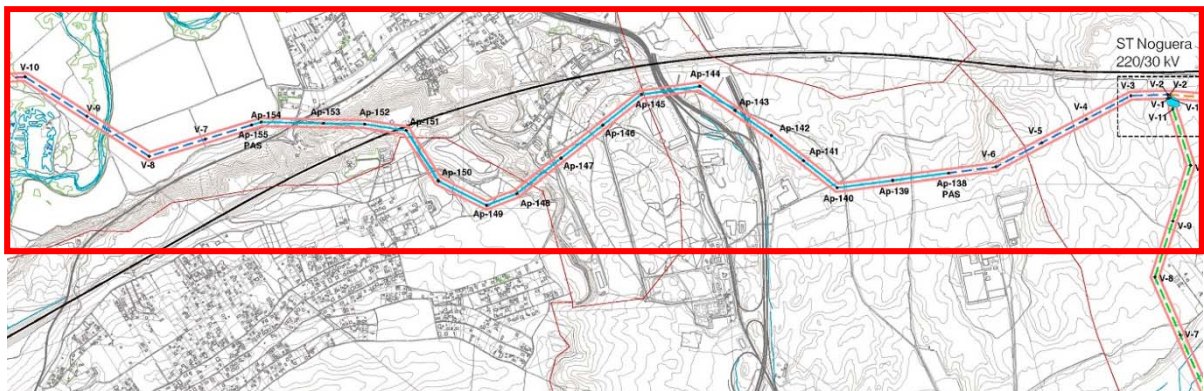 ST Noguera
220/30 kV
V-10
V-9
V-8
V-7
Ap-154
Ap-155
PAS
Ap-153
Ap-152
Ap-151
Ap-150
Ap-149
Ap-148
Ap-147
Ap-146
Ap-145
Ap-144
Ap-143
Ap-142
Ap-141
Ap-140
Ap-139
Ap-138
PAS
V-6
V-5
V-4
V-3
V-2
V-2
V-1
V-1
V-11
V-9
V-8
V-7